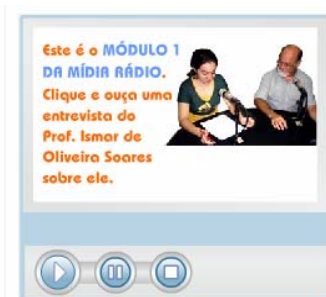 Este é o MÓDULO 1
DA MÍDIA RÁDIO.
Clique e ouça uma
entrevista do
Prof. Ismar de
Oliveira Soares
sobre ele.